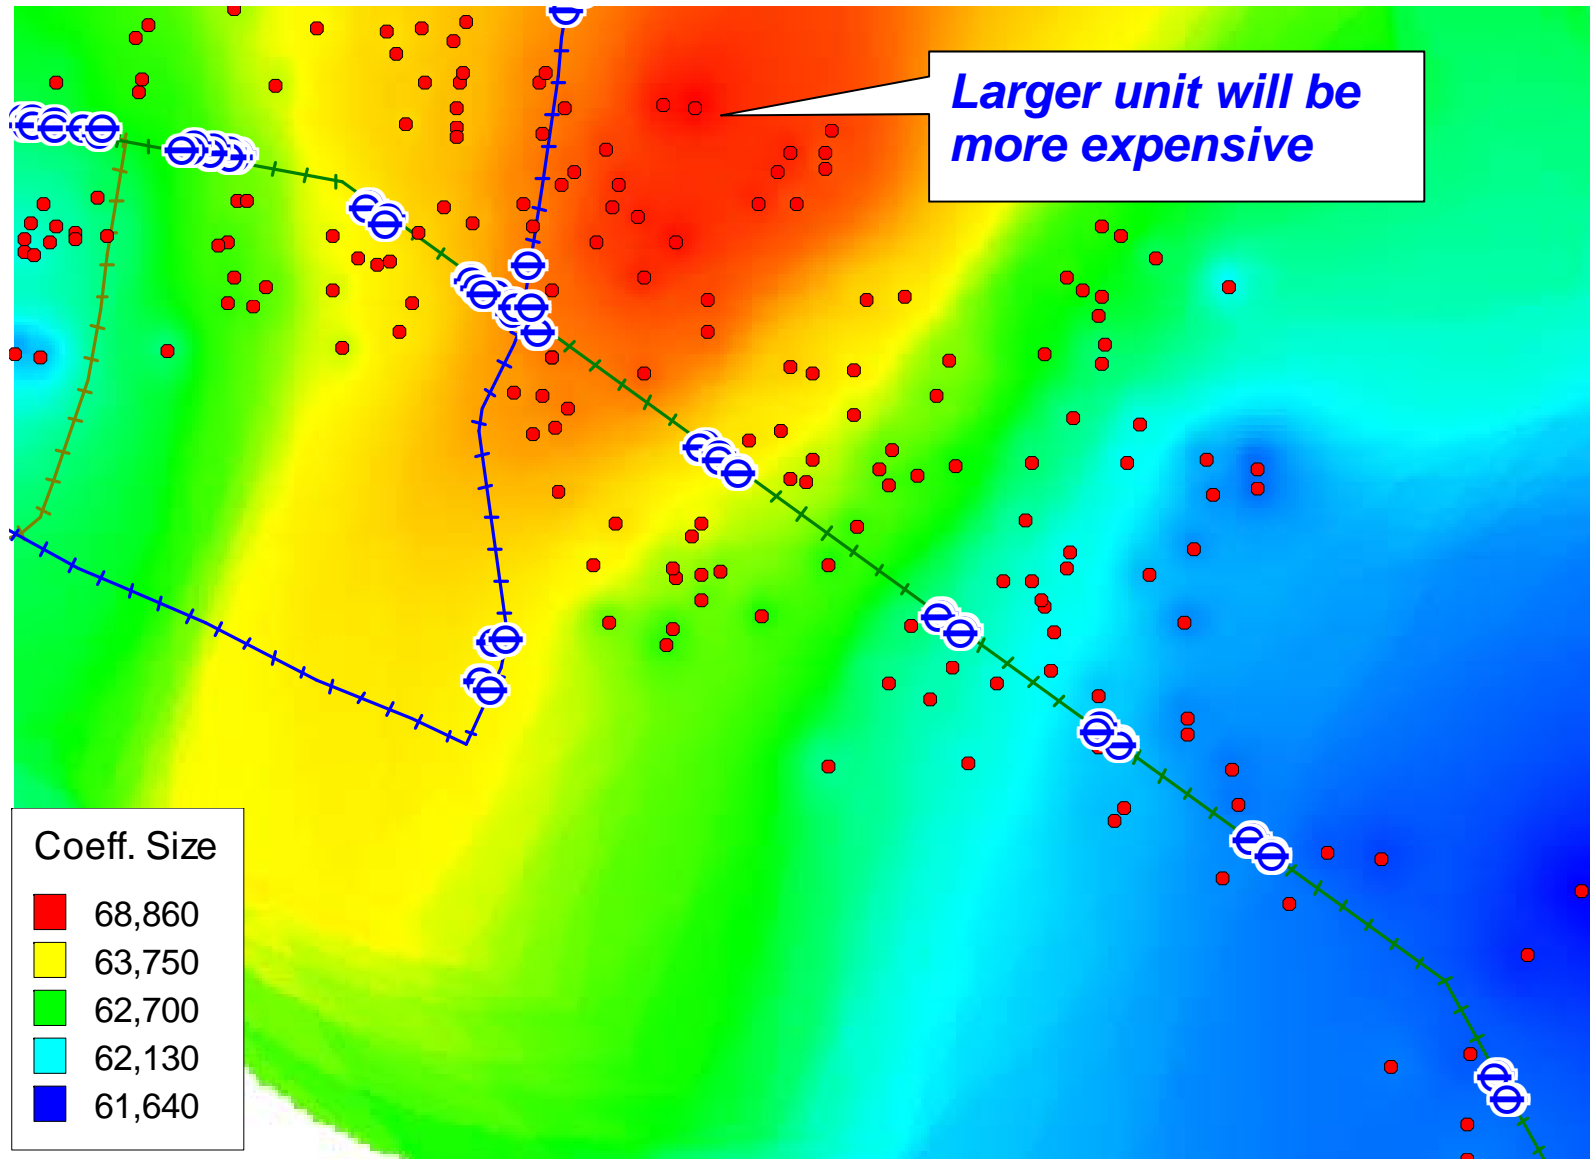 Larger unit will be
more expensive
Coeff. Size
68,860
63,750
62,700
62,130
61,640